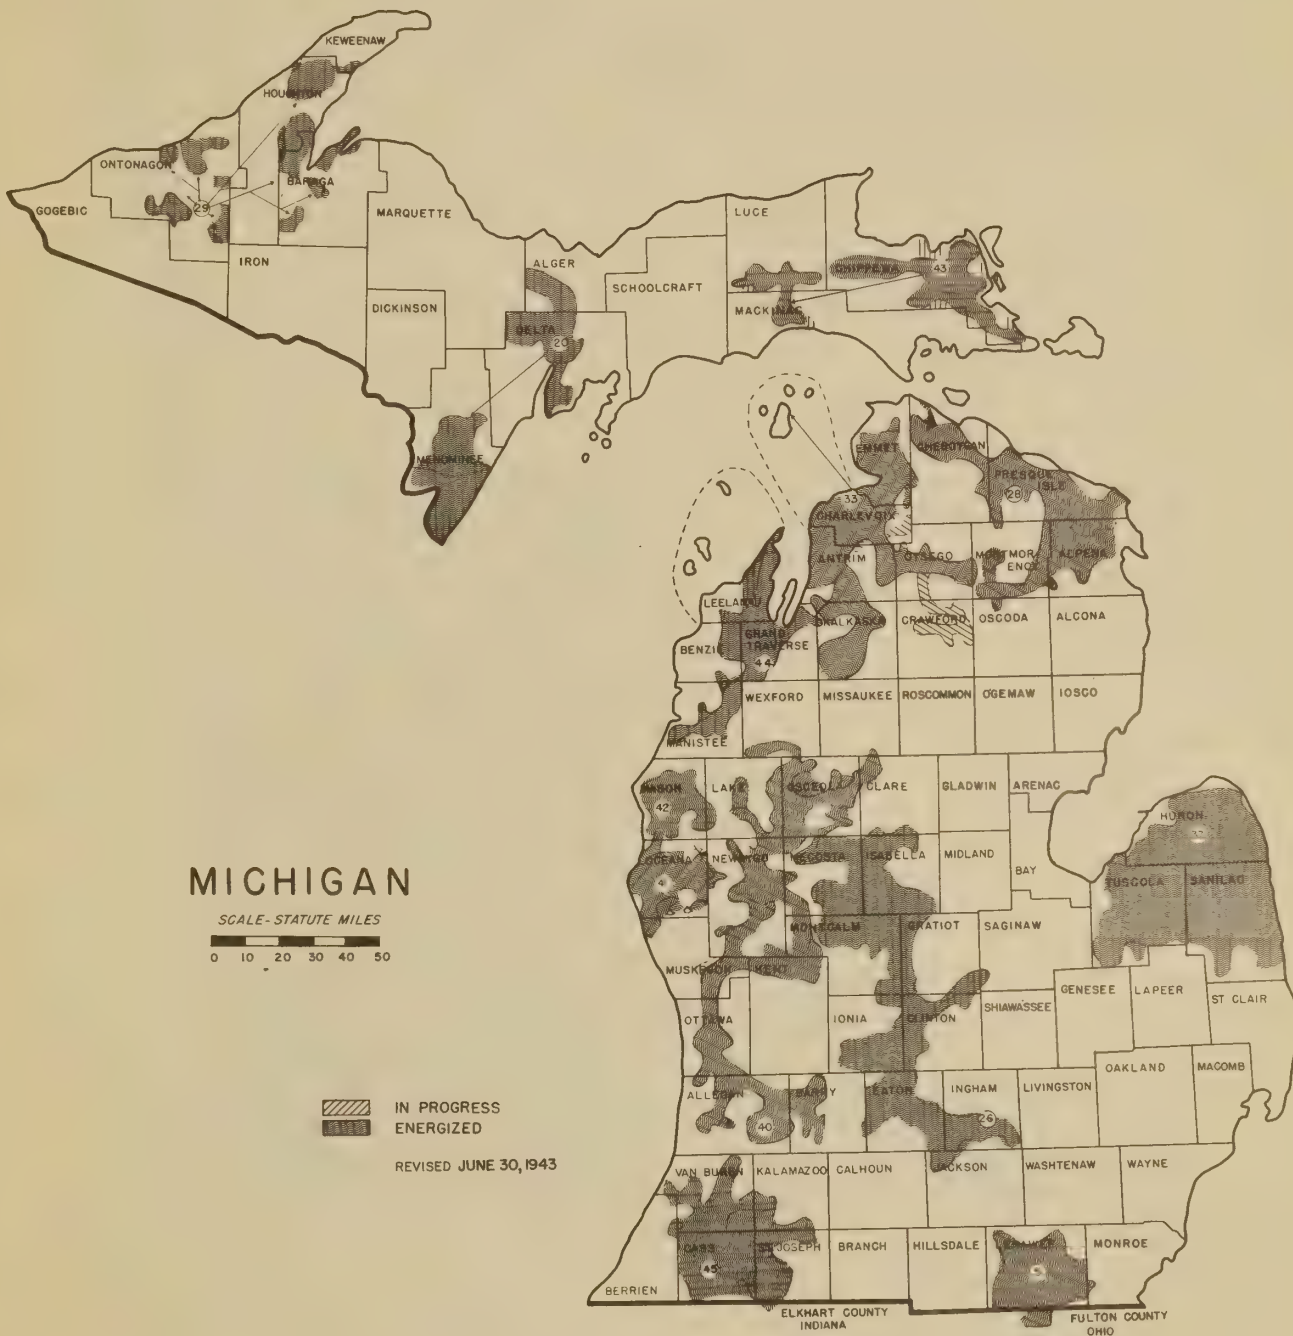 KEWEENAW
HOUGHTON
ONTONAGON
BARAGA
29
GOGEBIC
MARQUETTE
LUCE
IRON
ALGER
CHIPPEWA
43
SCHOOLCRAFT
DICKINSON
MACKINAC
DELTA
20
MENOMINEE
EMMET
CHEBOYGAN
PRESQUE
ISLE
33
28
CHARLEVOIX
ANTRIM
OTSEGO
MONTMOR-
ENCY
ALPENA
LEELANAU
KALKASKA
CRAWFORD
OSCODA
ALCONA
GRAND
TRAVERSE
BENZIE
44
WEXFORD
MISSAUKEE
ROSCOMMON
OGEMAW
IOSCO
MANISTEE
MASON
LAKE
OSCEOLA
CLARE
GLADWIN
ARENAC
42
HURON
32
OCEANA
NEWAYGO
MECOSTA
ISABELLA
MIDLAND
BAY
41
TUSCOLA
SANILAC
MICHIGAN
SCALE-STATUTE MILES
0 10 20 30 40 50
MONTCALM
GRATIOT
SAGINAW
MUSKEGON
KENT
GENESEE
LAPEER
ST CLAIR
OTTAWA
IONIA
CLINTON
SHIAWASSEE
OAKLAND
MACOMB
ALLEGAN
BARRY
EATON
INGHAM
LIVINGSTON
40
26
IN PROGRESS
ENERGIZED
REVISED JUNE 30, 1943
VAN BUREN
KALAMAZOO
CALHOUN
JACKSON
WASHTENAW
WAYNE
CASS
ST JOSEPH
BRANCH
HILLSDALE
LENAWEE
MONROE
45
BERRIEN
ELKHART COUNTY
INDIANA
FULTON COUNTY
OHIO